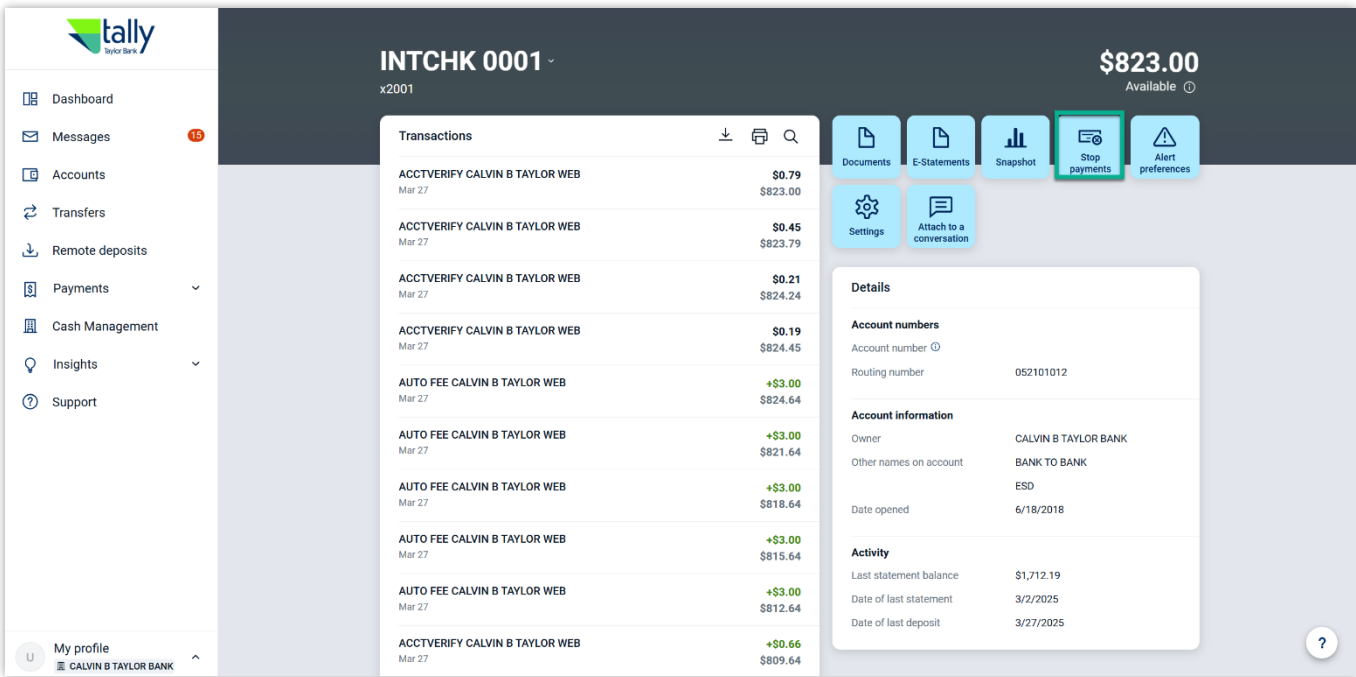 tally
Taylor Bank
Dashboard
Messages 15
Accounts
Transfers
Remote deposits
Payments
Cash Management
Insights
Support
U
My profile
CALVIN B TAYLOR BANK
INTCHK 0001
x2001
$823.00
Available
Transactions
ACCTVERIFY CALVIN B TAYLOR WEB $0.79
Mar 27 $823.00
ACCTVERIFY CALVIN B TAYLOR WEB $0.45
Mar 27 $823.79
ACCTVERIFY CALVIN B TAYLOR WEB $0.21
Mar 27 $824.24
ACCTVERIFY CALVIN B TAYLOR WEB $0.19
Mar 27 $824.45
AUTO FEE CALVIN B TAYLOR WEB +$3.00
Mar 27 $824.64
AUTO FEE CALVIN B TAYLOR WEB +$3.00
Mar 27 $821.64
AUTO FEE CALVIN B TAYLOR WEB +$3.00
Mar 27 $818.64
AUTO FEE CALVIN B TAYLOR WEB +$3.00
Mar 27 $815.64
AUTO FEE CALVIN B TAYLOR WEB +$3.00
Mar 27 $812.64
ACCTVERIFY CALVIN B TAYLOR WEB +$0.66
Mar 27 $809.64
Documents
E-Statements
Snapshot
Stop
payments
Alert
preferences
Settings
Attach to a
conversation
Details
Account numbers
Account number
Routing number 052101012
Account information
Owner CALVIN B TAYLOR BANK
Other names on account BANK TO BANK
ESD
Date opened 6/18/2018
Activity
Last statement balance $1,712.19
Date of last statement 3/2/2025
Date of last deposit 3/27/2025
?